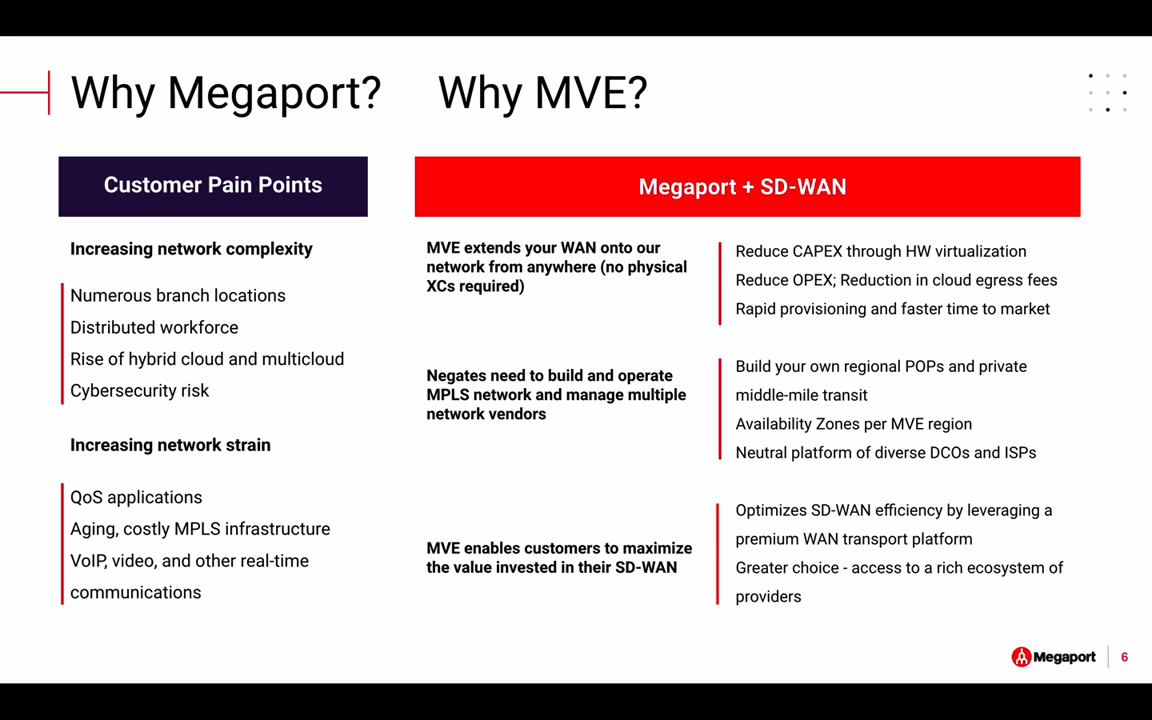 Why Megaport?
Why MVE?
Customer Pain Points
Increasing network complexity
Numerous branch locations
Distributed workforce
Rise of hybrid cloud and multicloud
Cybersecurity risk
Increasing network strain
QoS applications
Aging, costly MPLS infrastructure
VoIP, video, and other real-time
communications
Megaport + SD-WAN
MVE extends your WAN onto our
network from anywhere (no physical
XCs required)
Reduce CAPEX through HW virtualization
Reduce OPEX; Reduction in cloud egress fees
Rapid provisioning and faster time to market
Negates need to build and operate
MPLS network and manage multiple
network vendors
Build your own regional POPs and private
middle-mile transit
Availability Zones per MVE region
Neutral platform of diverse DCOs and ISPs
MVE enables customers to maximize
the value invested in their SD-WAN
Optimizes SD-WAN efficiency by leveraging a
premium WAN transport platform
Greater choice - access to a rich ecosystem of
providers
Megaport
6